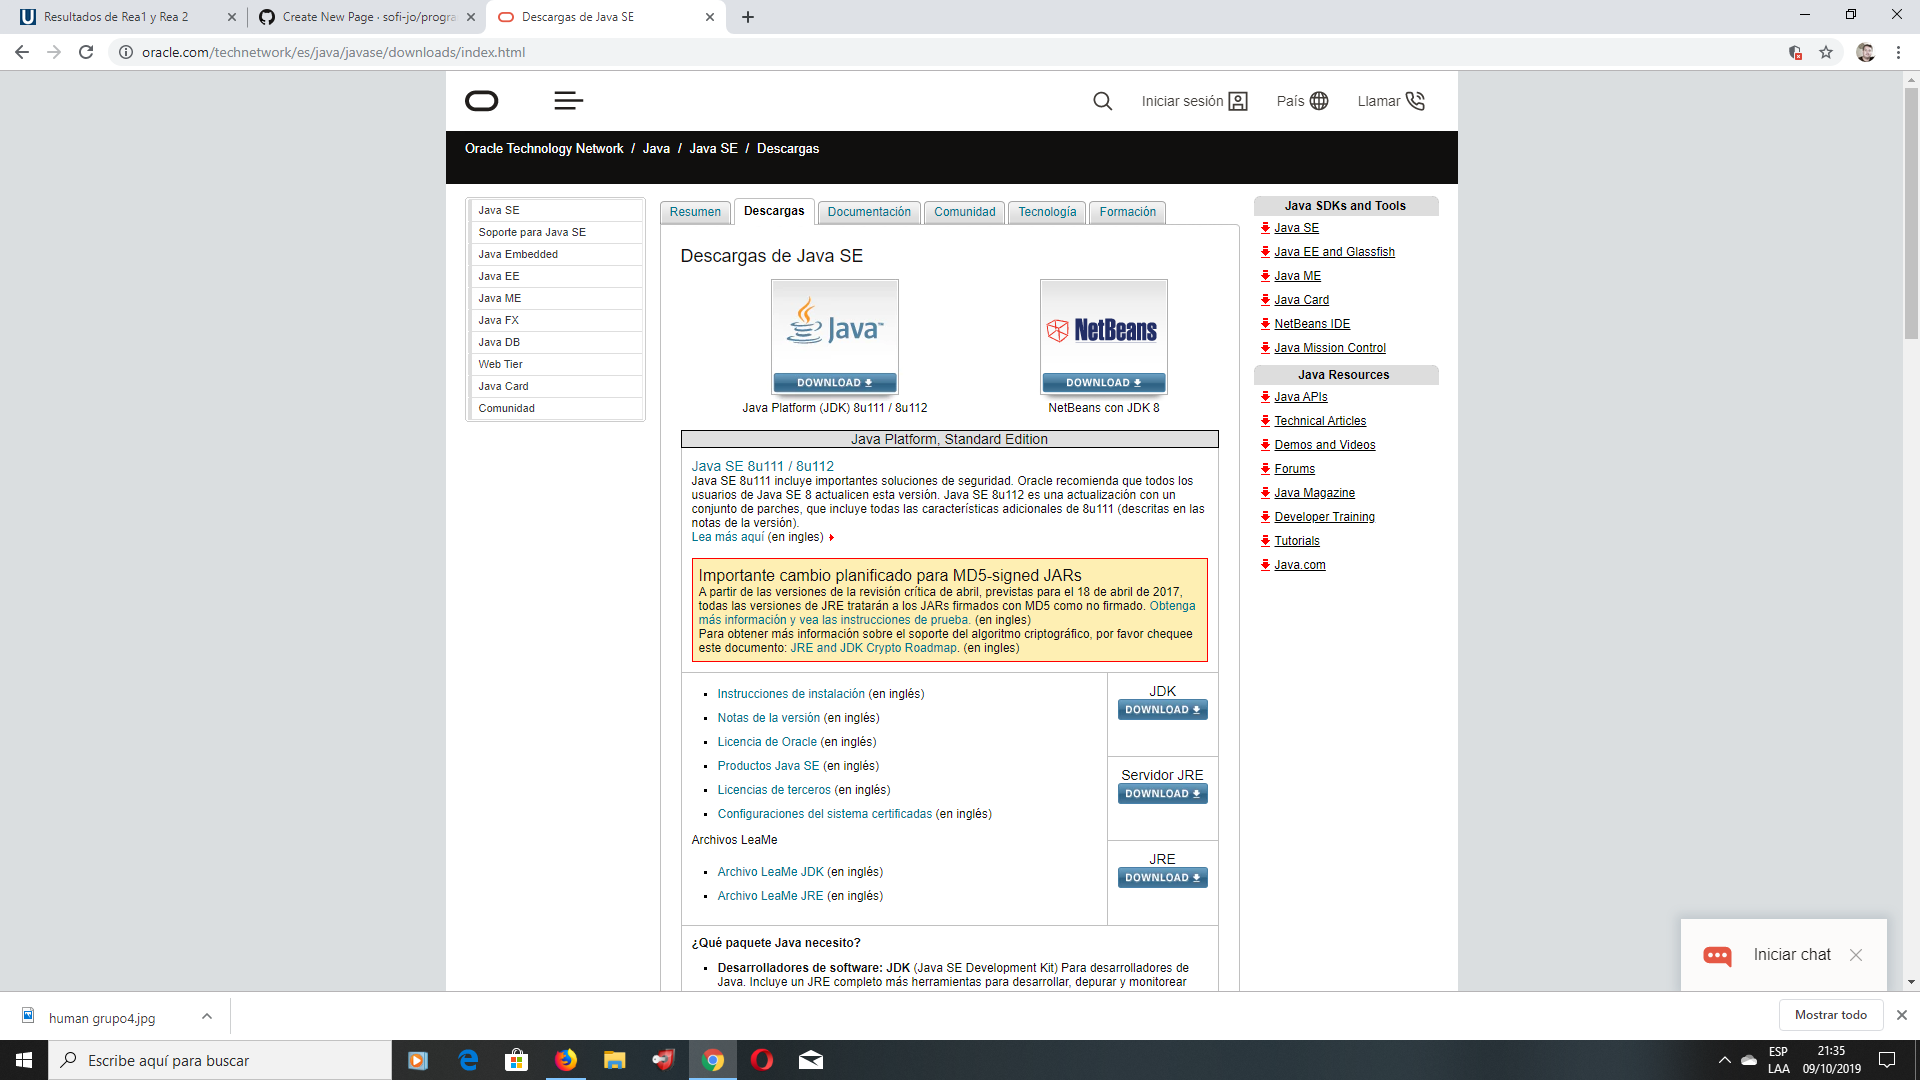 Resultados de Rea1 y Rea 2
Create New Page · sofi-jo/progra
Descargas de Java SE
oracle.com/technetwork/es/java/javase/downloads/index.html
Iniciar sesión
País
Llamar
Oracle Technology Network / Java / Java SE / Descargas
Java SE
Soporte para Java SE
Java Embedded
Java EE
Java ME
Java FX
Java DB
Web Tier
Java Card
Comunidad
Resumen
Descargas
Documentación
Comunidad
Tecnología
Formación
Descargas de Java SE
Java™
DOWNLOAD
Java Platform (JDK) 8u111 / 8u112
NetBeans
DOWNLOAD
NetBeans con JDK 8
Java Platform, Standard Edition
Java SE 8u111 / 8u112
Java SE 8u111 incluye importantes soluciones de seguridad. Oracle recomienda que todos los
usuarios de Java SE 8 actualicen esta versión. Java SE 8u112 es una actualización con un
conjunto de parches, que incluye todas las características adicionales de 8u111 (descritas en las
notas de la versión).
Lea más aquí (en ingles)
Importante cambio planificado para MD5-signed JARs
A partir de las versiones de la revisión crítica de abril, previstas para el 18 de abril de 2017,
todas las versiones de JRE tratarán a los JARs firmados con MD5 como no firmado. Obtenga
más información y vea las instrucciones de prueba. (en ingles)
Para obtener más información sobre el soporte del algoritmo criptográfico, por favor chequee
este documento: JRE and JDK Crypto Roadmap. (en ingles)
Instrucciones de instalación (en inglés)
Notas de la versión (en inglés)
Licencia de Oracle (en inglés)
Productos Java SE (en inglés)
Licencias de terceros (en inglés)
Configuraciones del sistema certificadas (en inglés)
Archivos LeaMe
Archivo LeaMe JDK (en inglés)
Archivo LeaMe JRE (en inglés)
JDK
DOWNLOAD
Servidor JRE
DOWNLOAD
JRE
DOWNLOAD
¿Qué paquete Java necesito?
Desarrolladores de software: JDK (Java SE Development Kit) Para desarrolladores de
Java. Incluye un JRE completo más herramientas para desarrollar, depurar y monitorear
Java SDKs and Tools
Java SE
Java EE and Glassfish
Java ME
Java Card
NetBeans IDE
Java Mission Control
Java Resources
Java APIs
Technical Articles
Demos and Videos
Forums
Java Magazine
Developer Training
Tutorials
Java.com
Iniciar chat
human grupo4.jpg
Mostrar todo
Escribe aquí para buscar
ESP
LAA
21:35
09/10/2019